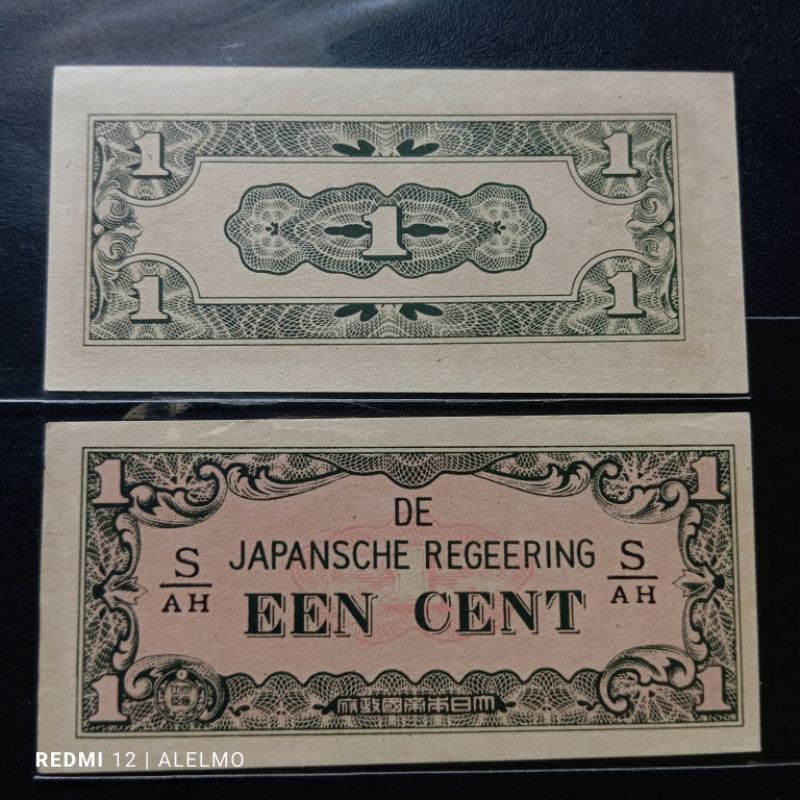 1 1
1
1 1
1 1
DE
JAPANSCHE REGEERING
S/AH S/AH
EEN CENT
1 1
府政國帝本日大
REDMI 12 | ALELMO